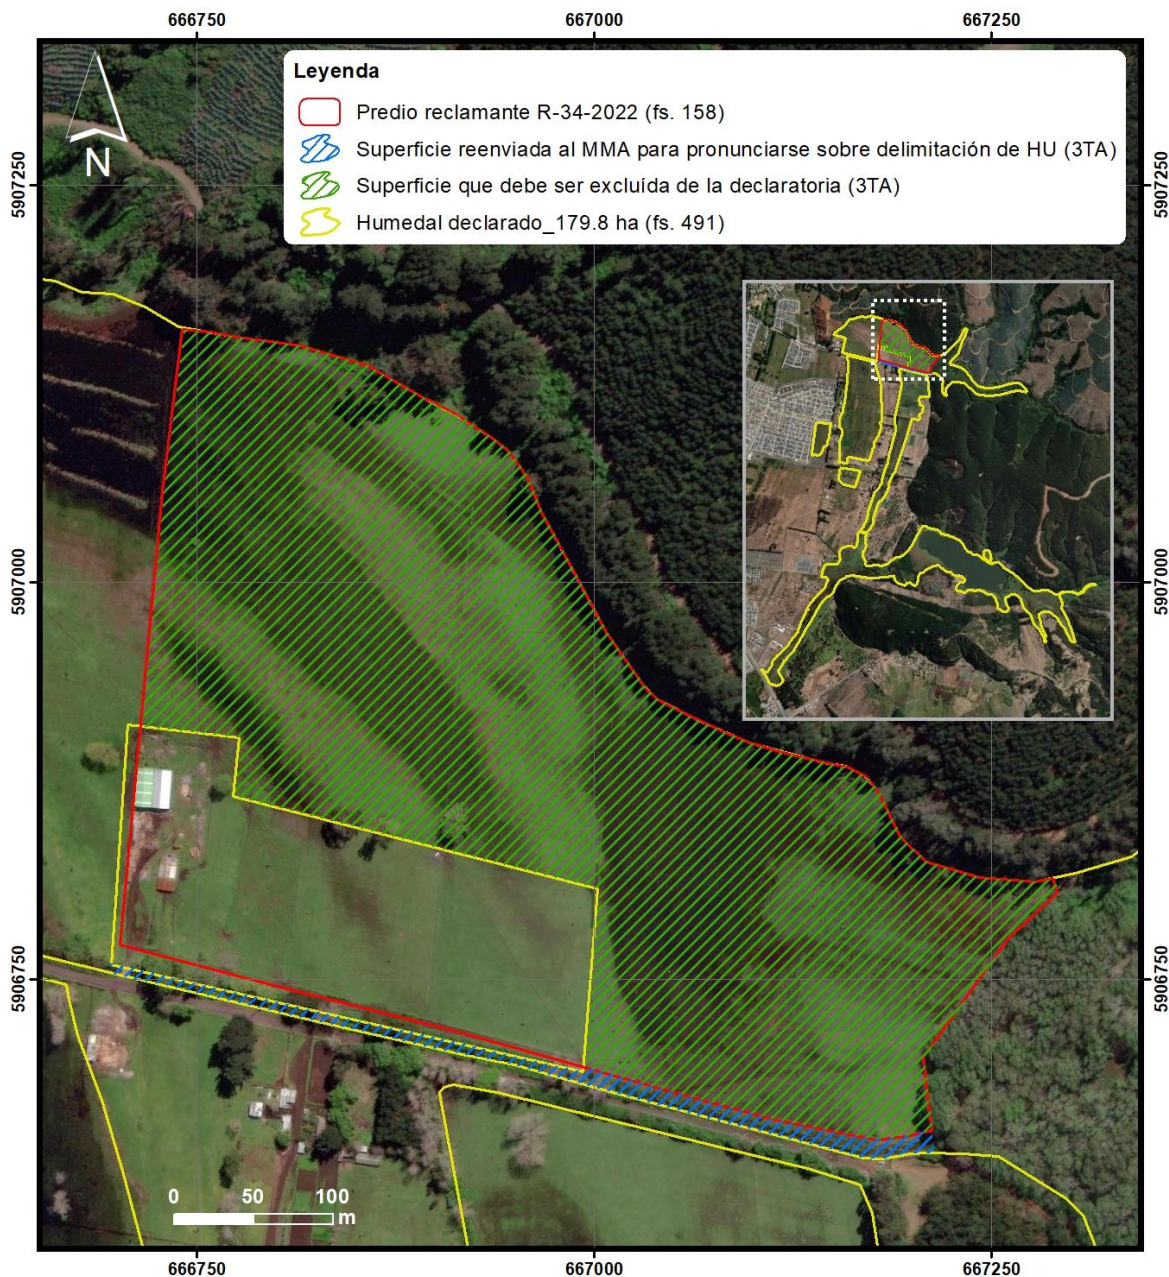 666750 667000 667250
Leyenda
Predio reclamante R-34-2022 (fs. 158)
Superficie reenviada al MMA para pronunciarse sobre delimitación de HU (3TA)
Superficie que debe ser excluída de la declaratoria (3TA)
Humedal declarado_179.8 ha (fs. 491)
N
5907250 5907250
5907000 5907000
5906750 5906750
0 50 100
m
666750 667000 667250